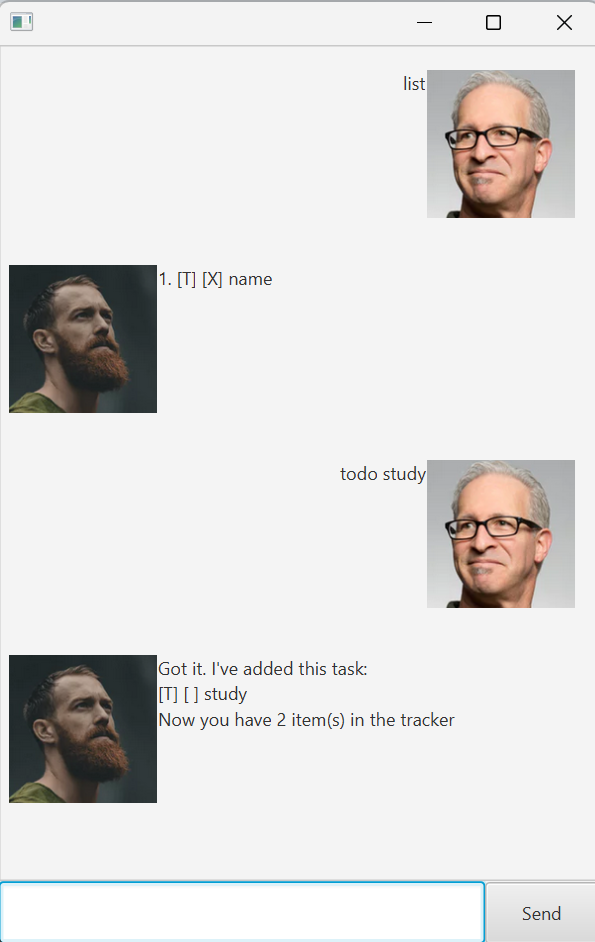 list
1. [T] [X] name
todo study
Got it. I've added this task:
[T] [ ] study
Now you have 2 item(s) in the tracker
Send